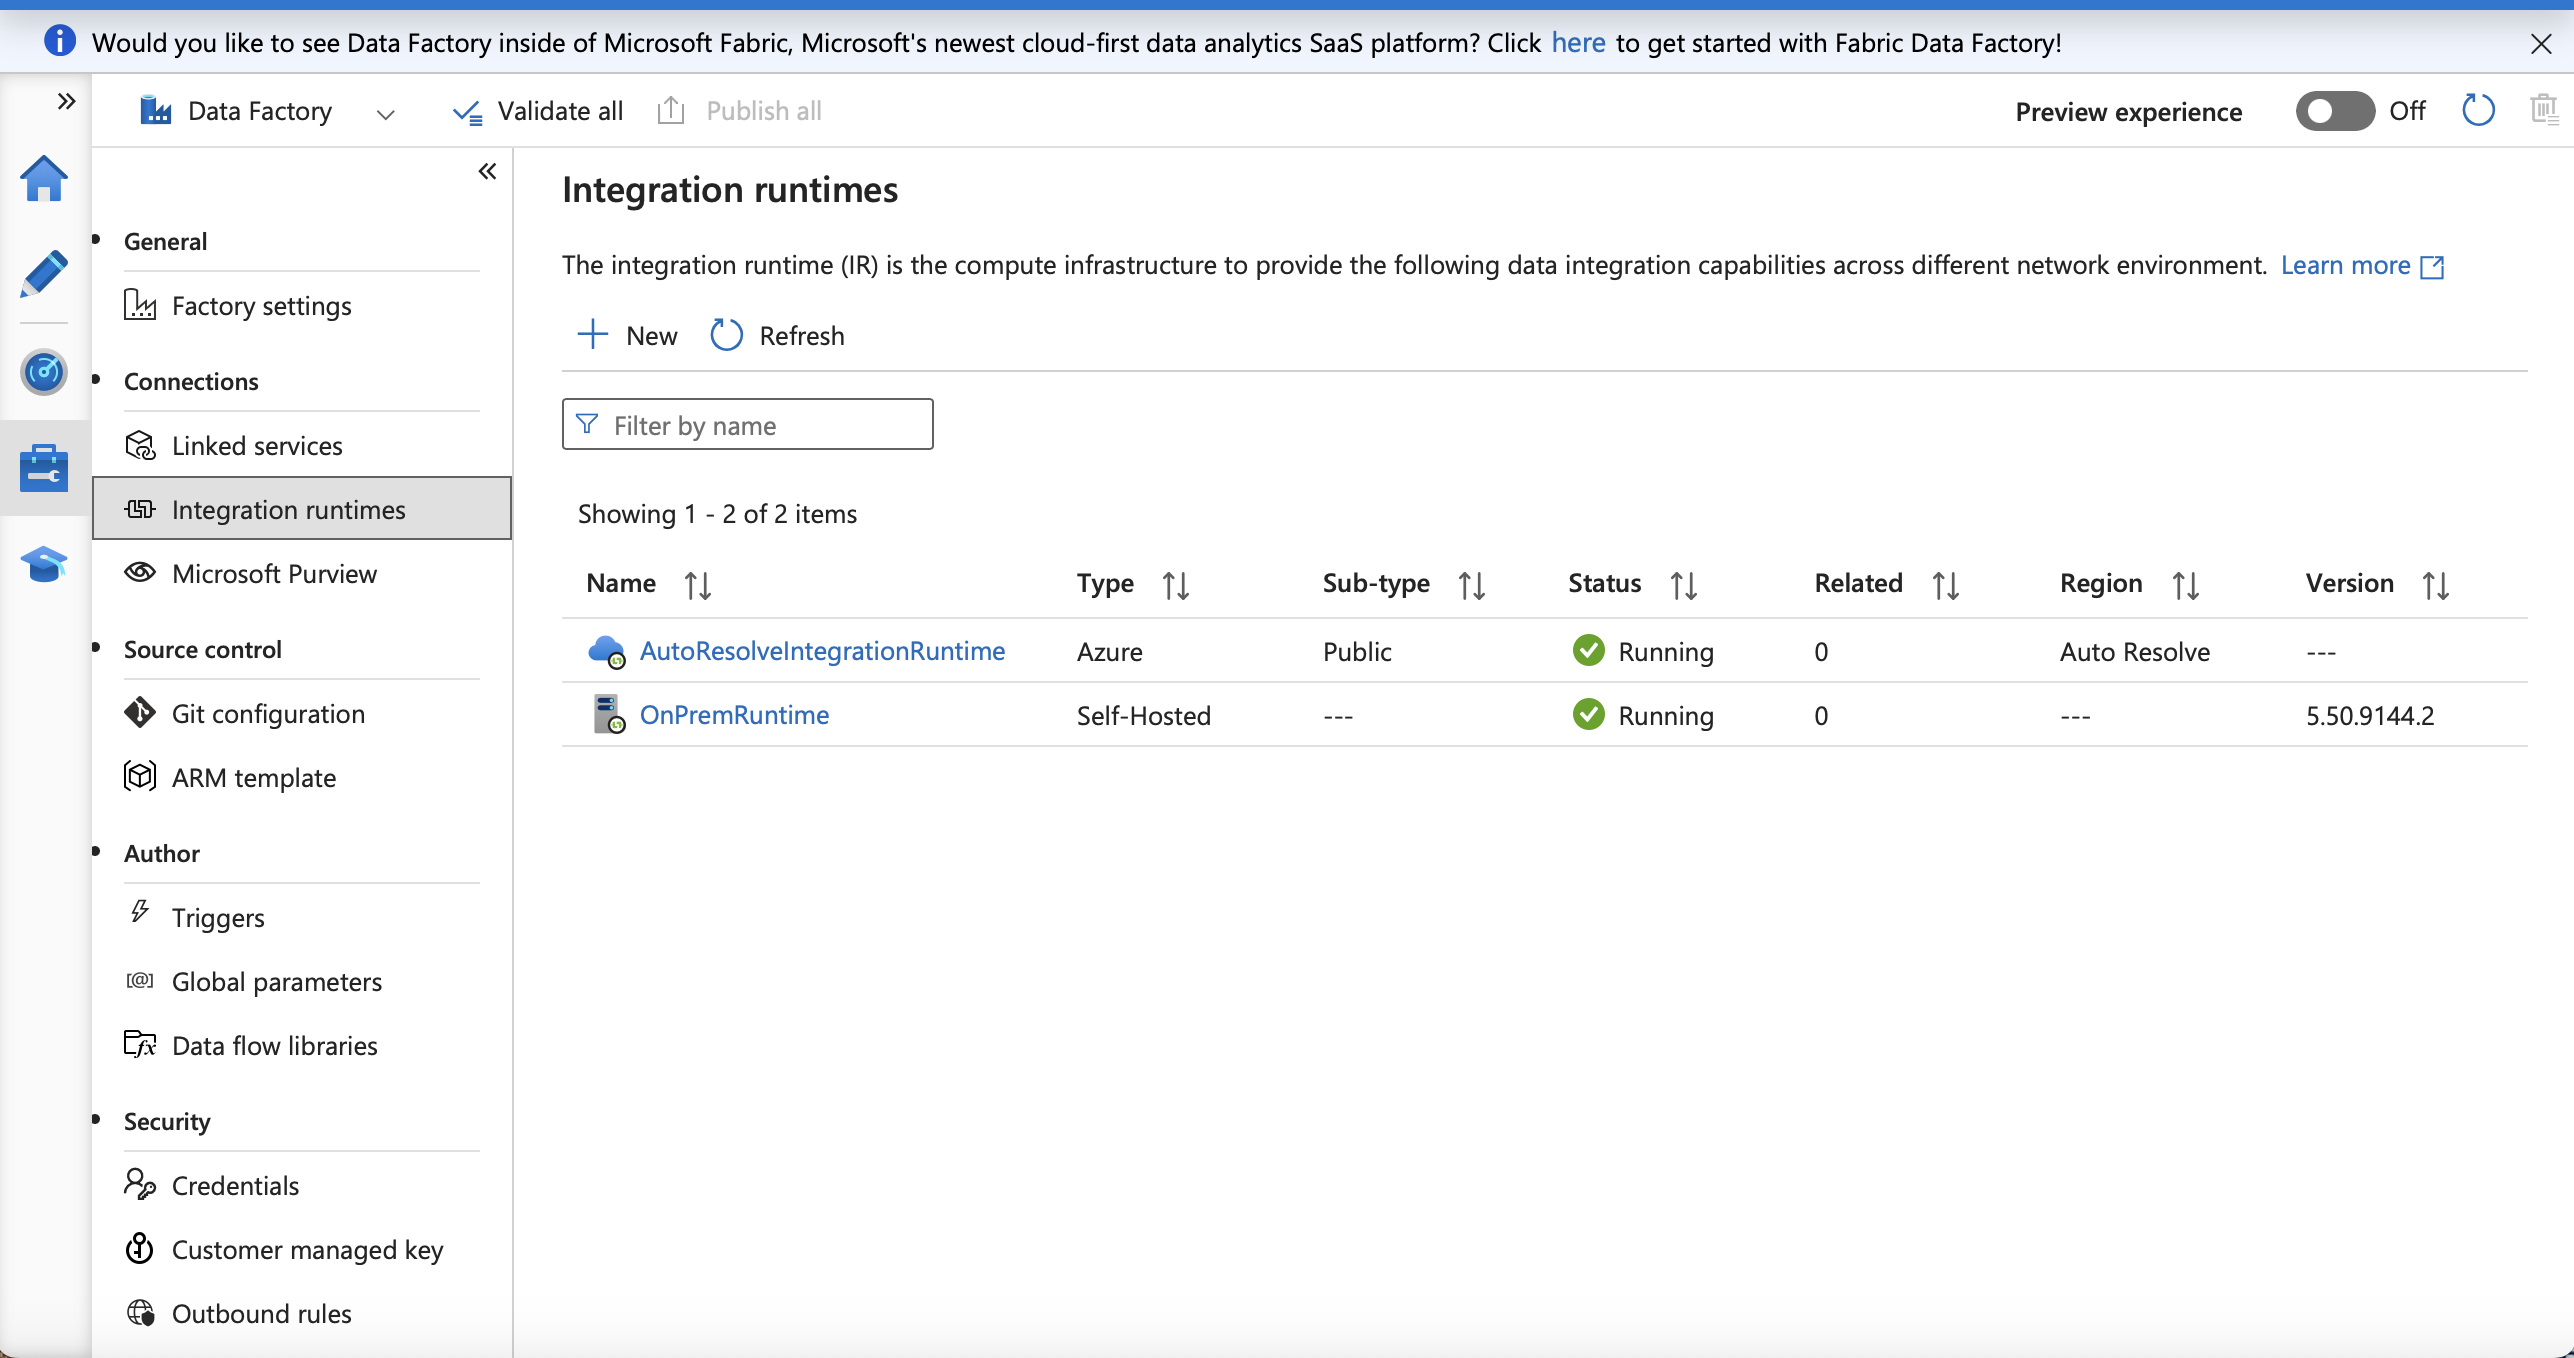 Would you like to see Data Factory inside of Microsoft Fabric, Microsoft's newest cloud-first data analytics SaaS platform? Click here to get started with Fabric Data Factory!
Data Factory
Validate all
Publish all
Preview experience
Off
General
Factory settings
Connections
Linked services
Integration runtimes
Microsoft Purview
Source control
Git configuration
ARM template
Author
Triggers
Global parameters
Data flow libraries
Security
Credentials
Customer managed key
Outbound rules
Integration runtimes
The integration runtime (IR) is the compute infrastructure to provide the following data integration capabilities across different network environment. Learn more
New Refresh
Filter by name
Showing 1 - 2 of 2 items
Name Type Sub-type Status Related Region Version
AutoResolveIntegrationRuntime Azure Public Running 0 Auto Resolve ---
OnPremRuntime Self-Hosted --- Running 0 --- 5.50.9144.2